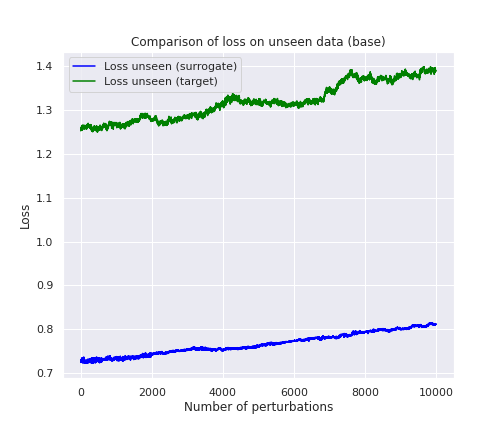 Comparison of loss on unseen data (base)
Loss unseen (surrogate)
Loss unseen (target)
1.4
1.3
1.2
1.1
1.0
0.9
0.8
0.7
Loss
0 2000 4000 6000 8000 10000
Number of perturbations